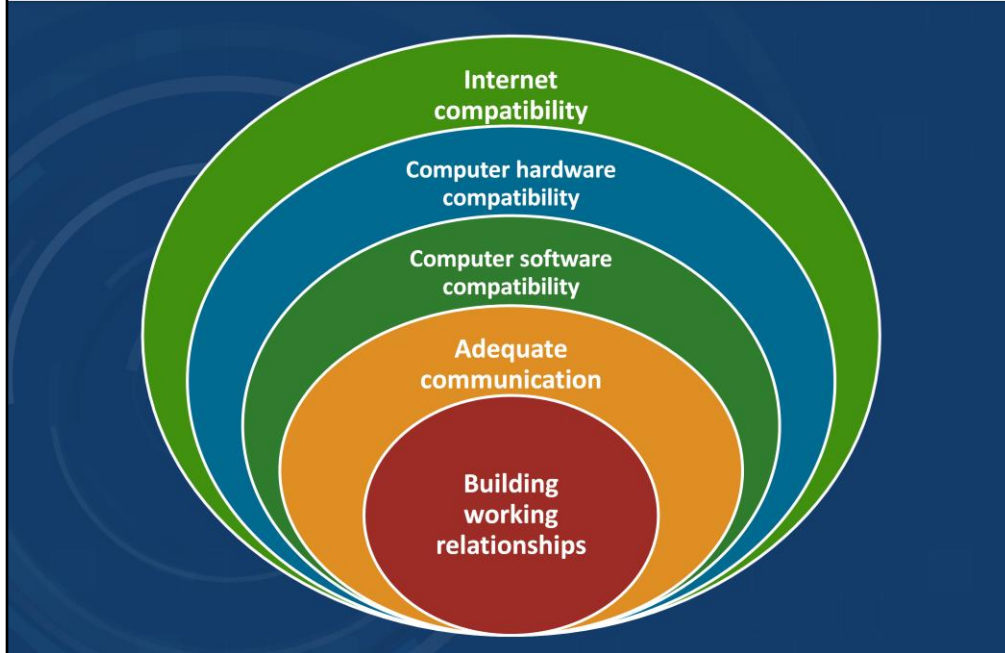 Internet
compatibility
Computer hardware
compatibility
Computer software
compatibility
Adequate
communication
Building
working
relationships